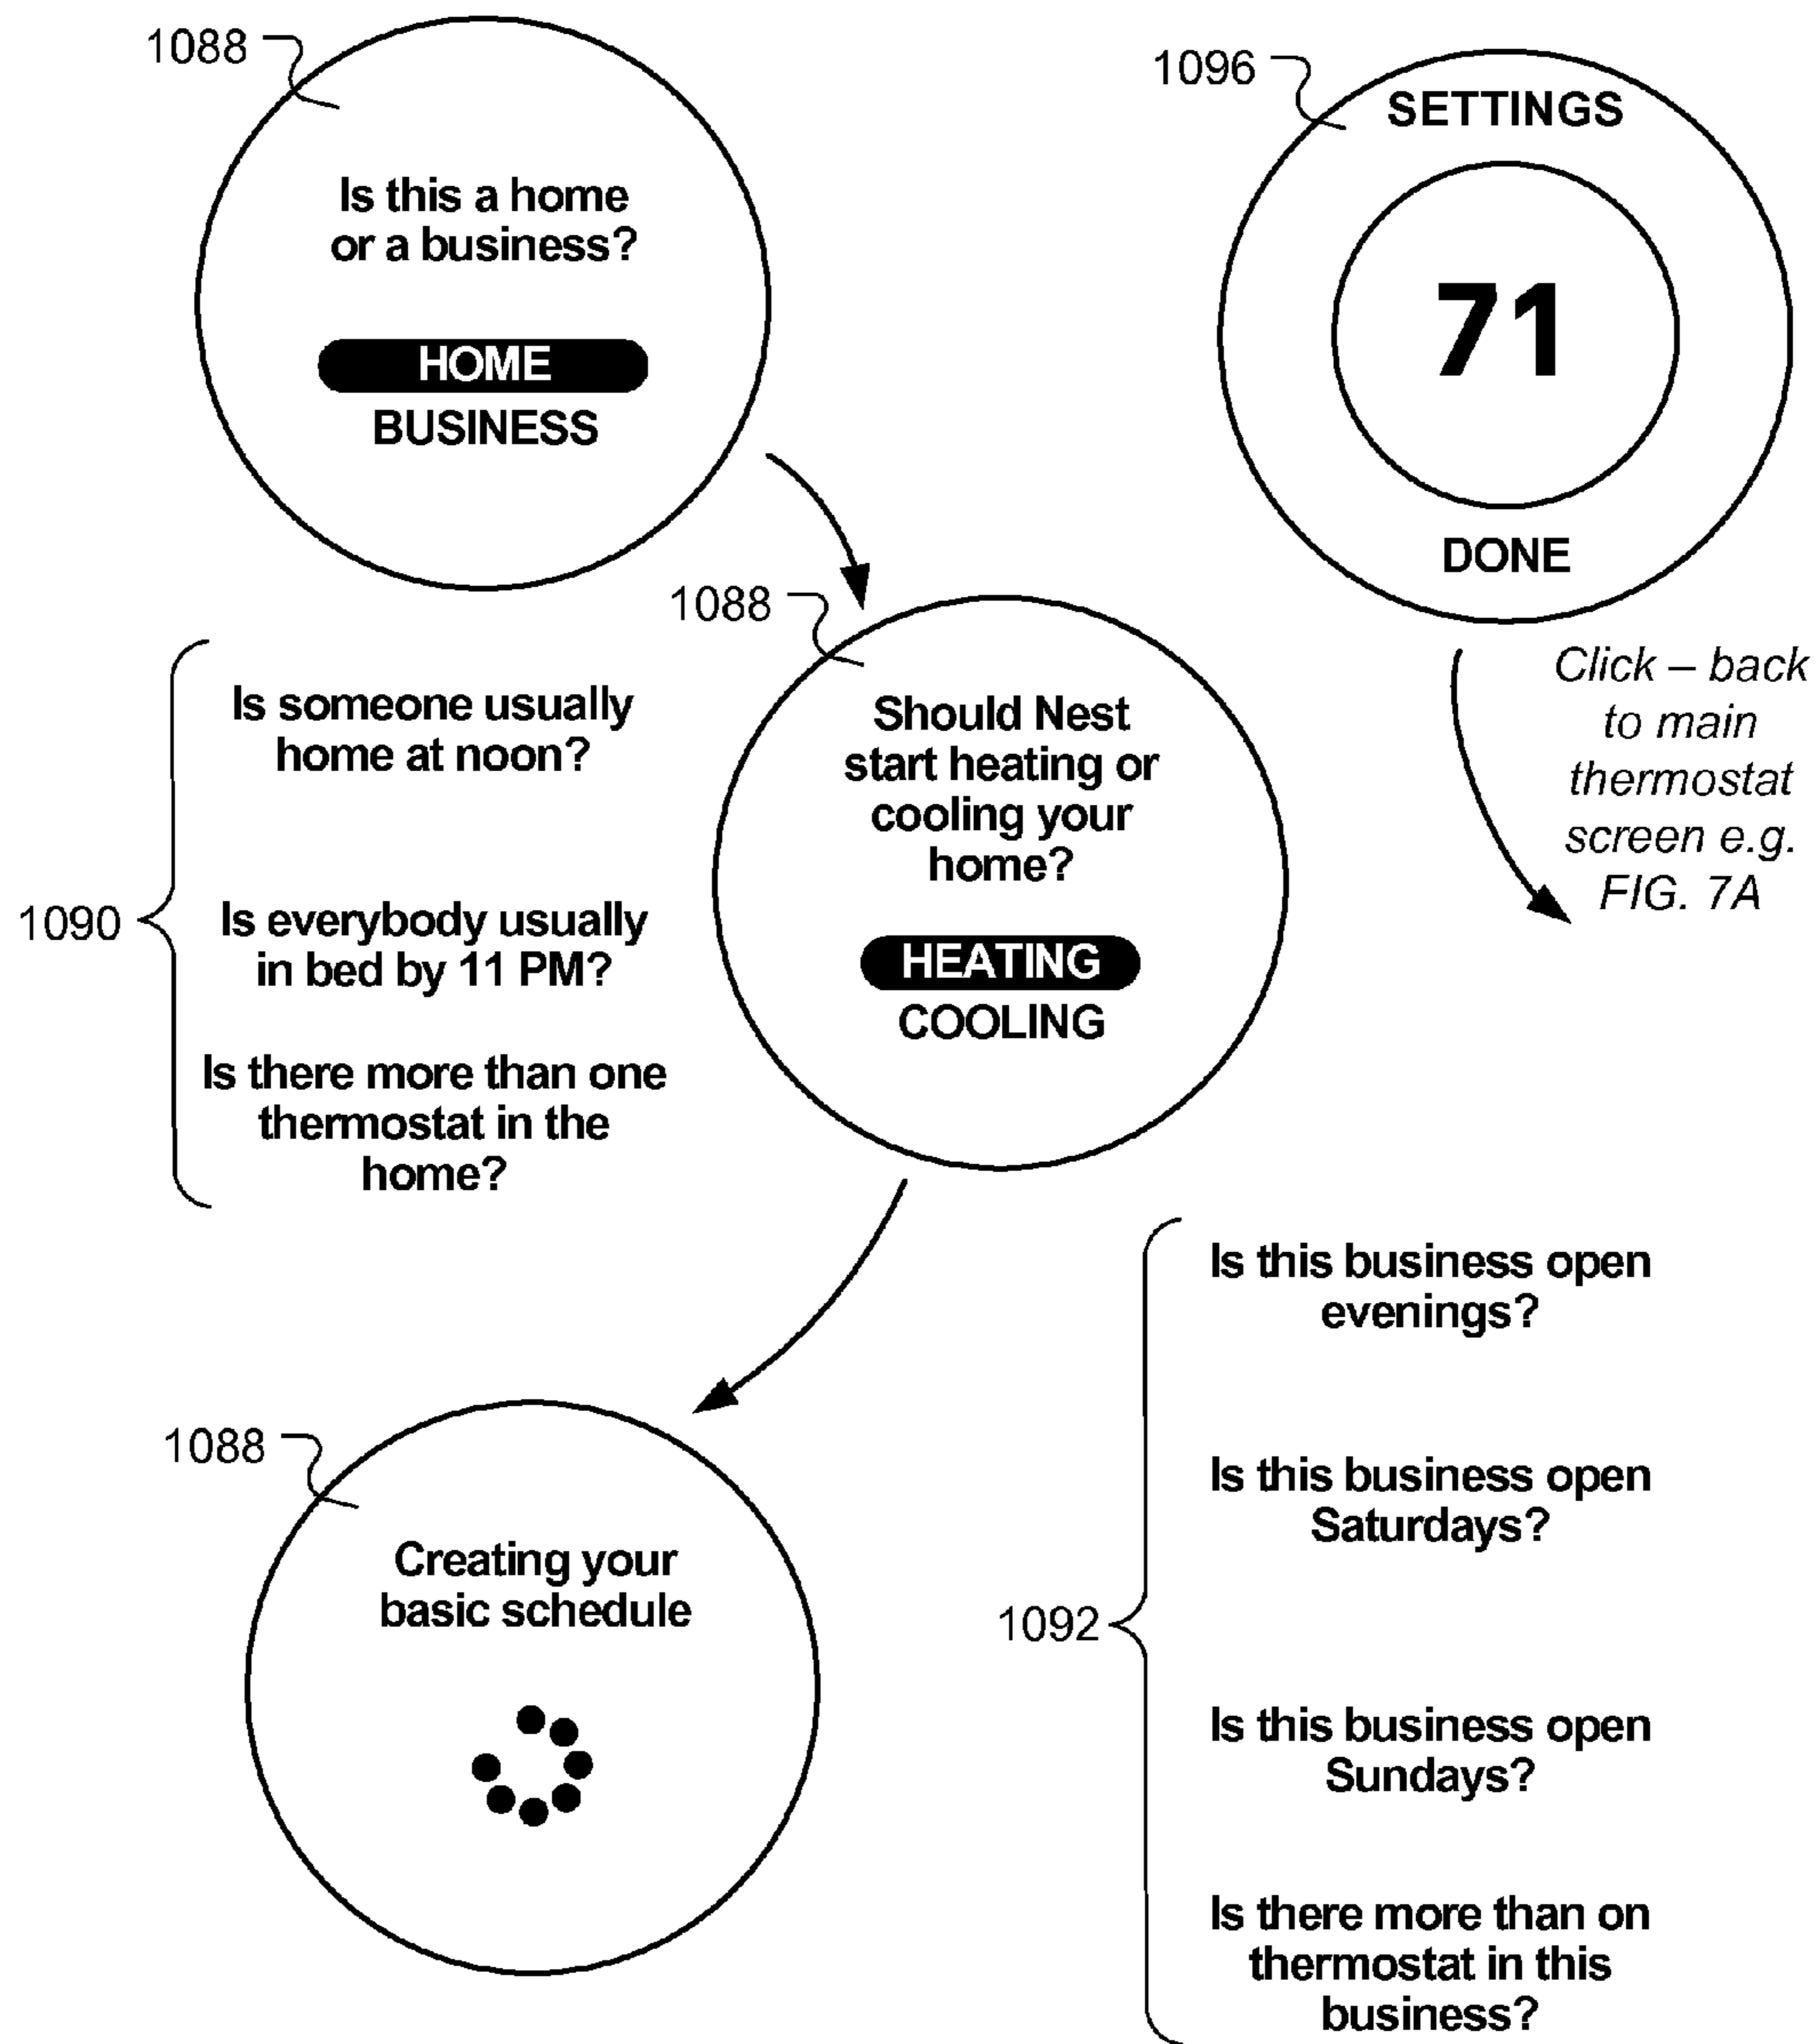 1088
Is this a home
or a business?
HOME
BUSINESS
1096
SETTINGS
71
DONE
Click – back
to main
thermostat
screen e.g.
FIG. 7A
1088
Should Nest
start heating or
cooling your
home?
HEATING
COOLING
1090
Is someone usually
home at noon?
Is everybody usually
in bed by 11 PM?
Is there more than one
thermostat in the
home?
1088
Creating your
basic schedule
1092
Is this business open
evenings?
Is this business open
Saturdays?
Is this business open
Sundays?
Is there more than on
thermostat in this
business?